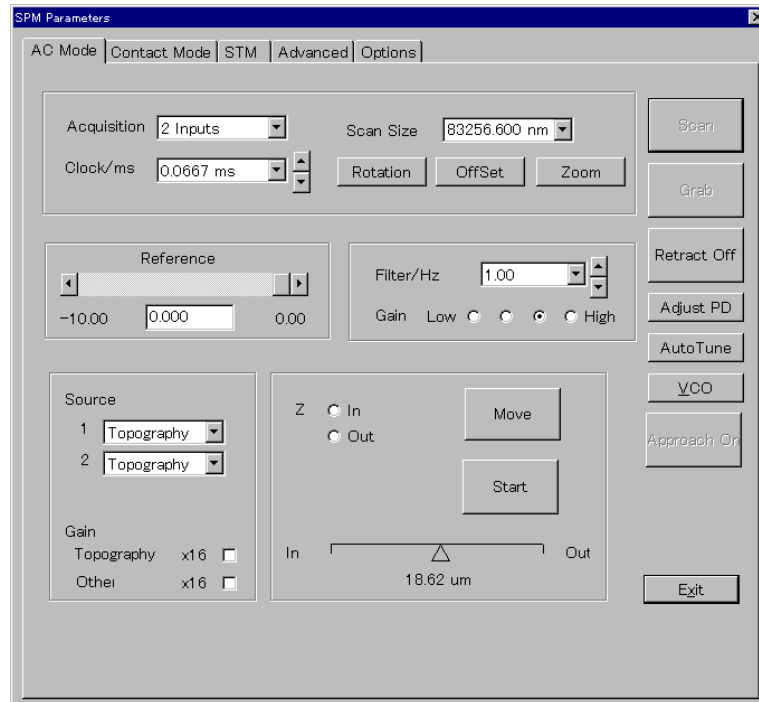 SPM Parameters
AC Mode Contact Mode STM Advanced Options
Acquisition 2 Inputs
Scan Size 83256.600 nm
Clock/ms 0.0667 ms
Rotation OffSet Zoom
Scan
Grab
Retract Off
Adjust PD
AutoTune
VCO
Approach On
Exit
Reference
-10.00 0.000 0.00
Filter/Hz 1.00
Gain Low High
Source
1 Topography
2 Topography
Gain
Topography x16
Other x16
Z In
Out
Move
Start
In Out
18.62 um